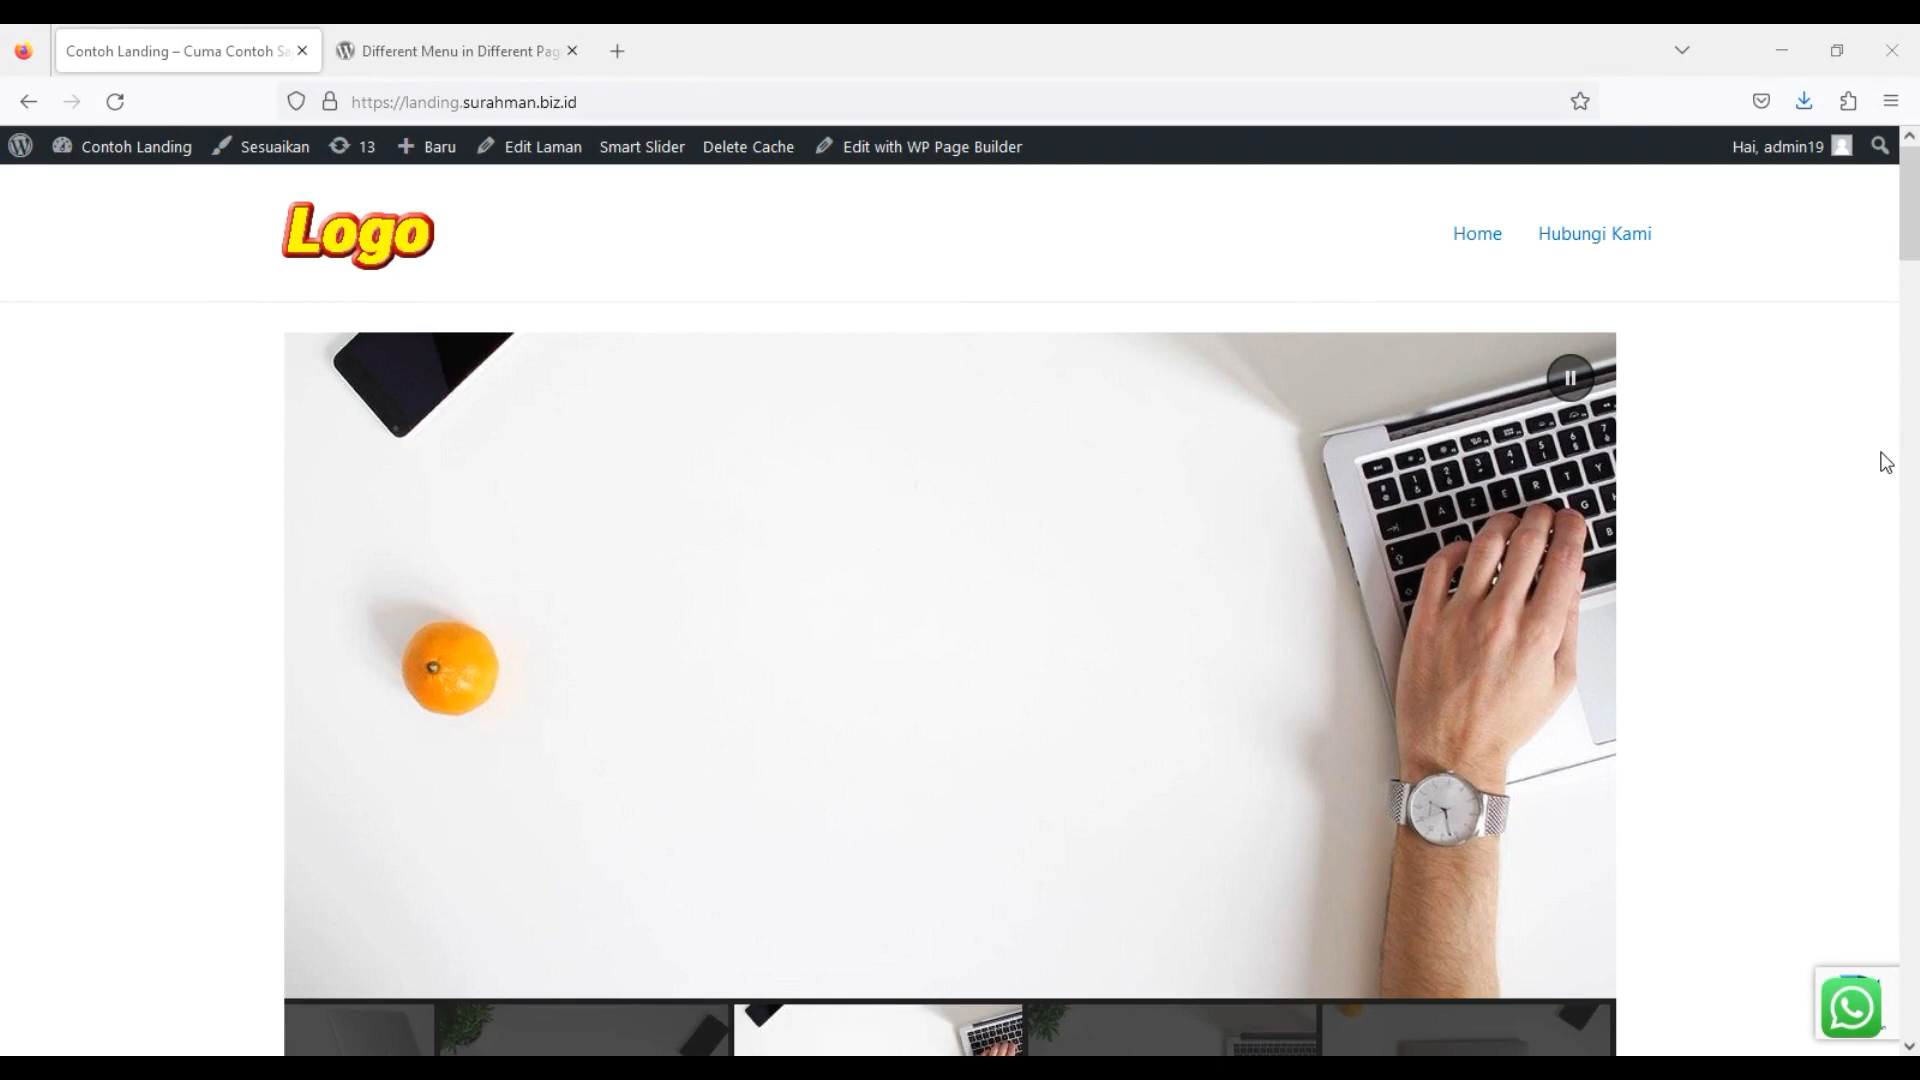 Contoh Landing – Cuma Contoh Sa
Different Menu in Different Pag
https://landing.surahman.biz.id
Contoh Landing
Sesuaikan
13
Baru
Edit Laman
Smart Slider
Delete Cache
Edit with WP Page Builder
Hai, admin19
Logo
Home
Hubungi Kami